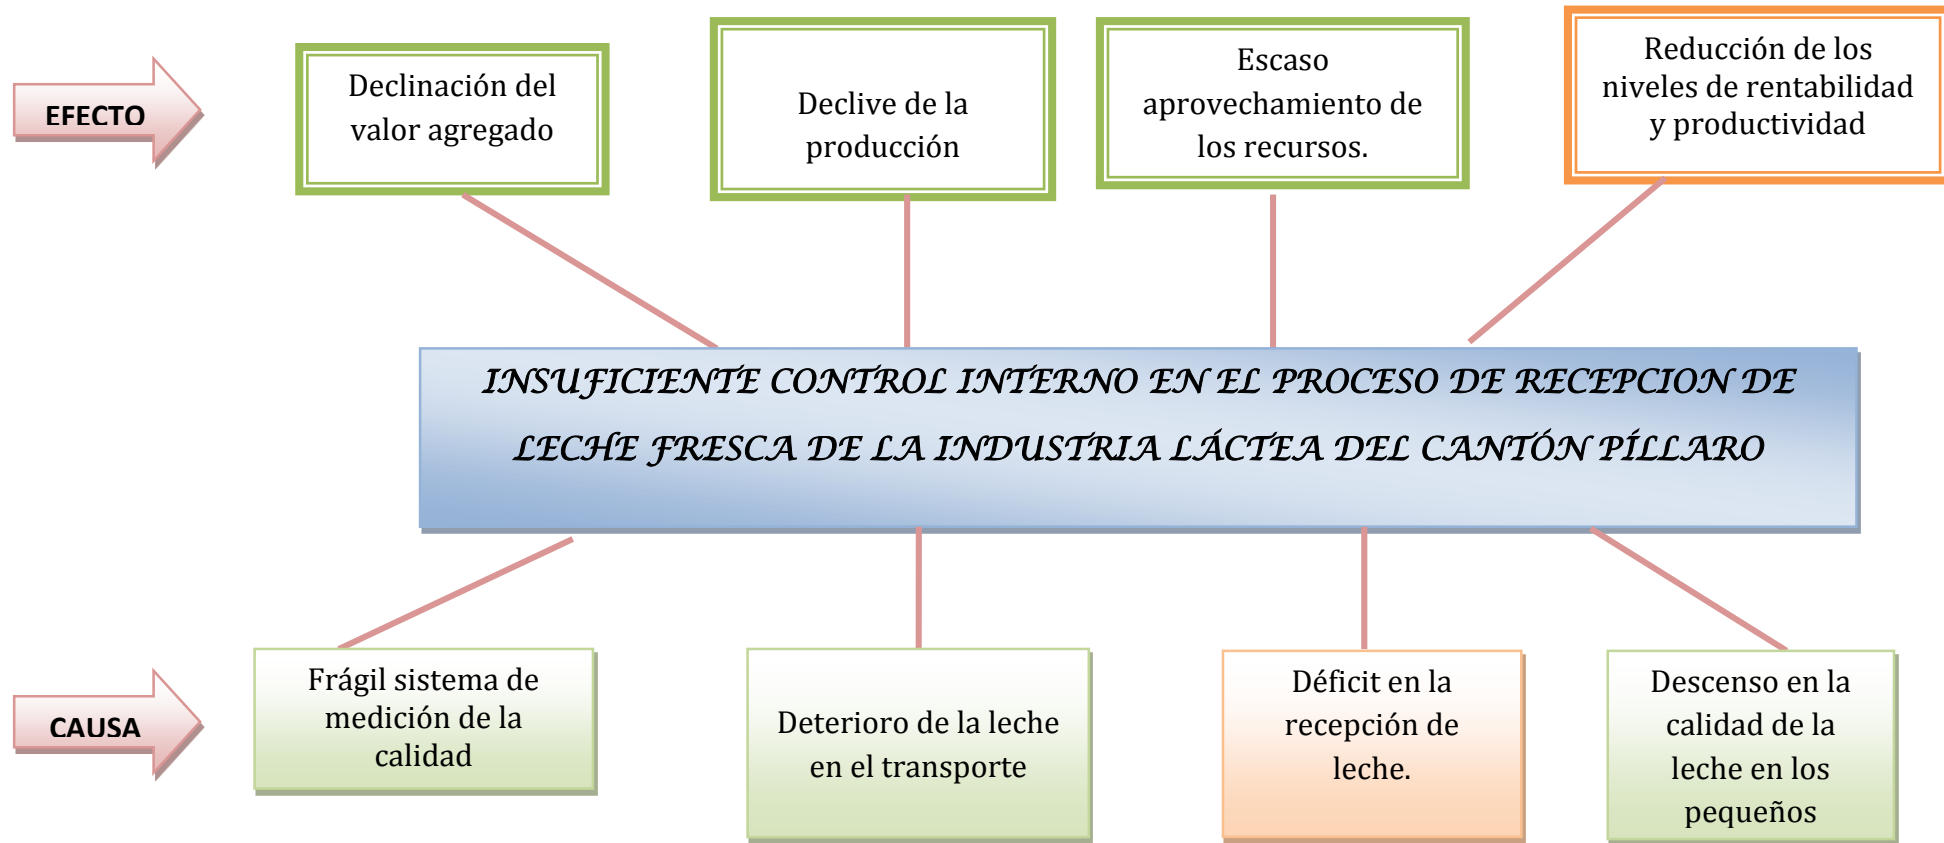 EFECTO
Declinación del
valor agregado
Declive de la
producción
Escaso
aprovechamiento de
los recursos.
Reducción de los
niveles de rentabilidad
y productividad
INSUFICIENTE CONTROL INTERNO EN EL PROCESO DE RECEPCION DE
LECHE FRESCA DE LA INDUSTRIA LÁCTEA DEL CANTÓN PÍLLARO
CAUSA
Frágil sistema de
medición de la
calidad
Deterioro de la leche
en el transporte
Déficit en la
recepción de
leche.
Descenso en la
calidad de la
leche en los
pequeños